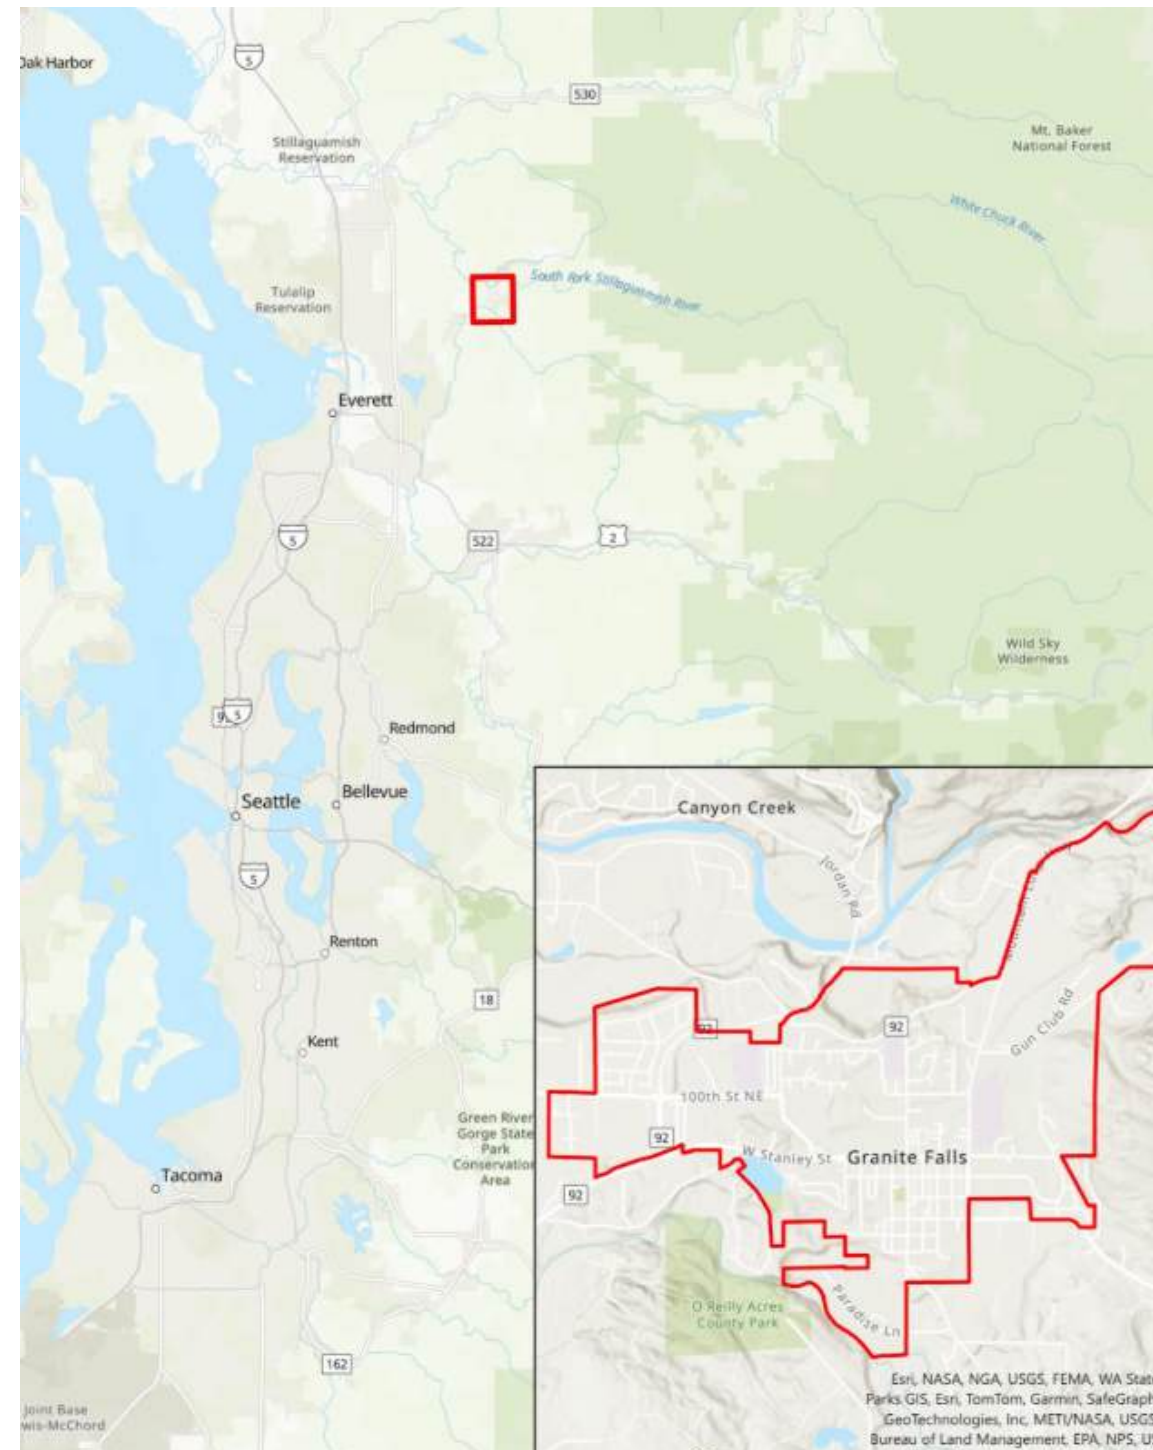 Oak Harbor
5
530
Stillaguamish
Reservation
Mt. Baker
National Forest
White Chuck River
South Fork Stillaguamish River
Tulalip
Reservation
Everett
5
522
2
Wild Sky
Wilderness
5
Redmond
Seattle
Bellevue
5
Renton
18
Kent
Green River
Gorge State
Park
Conservation
Area
Tacoma
162
Joint Base
wis-McChord
Canyon Creek
Jordan Rd
92
92
Gun Club Rd
100th St NE
92
W Stanley St
Granite Falls
92
O Reilly Acres
County Park
Paradise Ln
Esri, NASA, NGA, USGS, FEMA, WA State
Parks GIS, Esri, TomTom, Garmin, SafeGraph
GeoTechnologies, Inc, METI/NASA, USGS
Bureau of Land Management, EPA, NPS, US